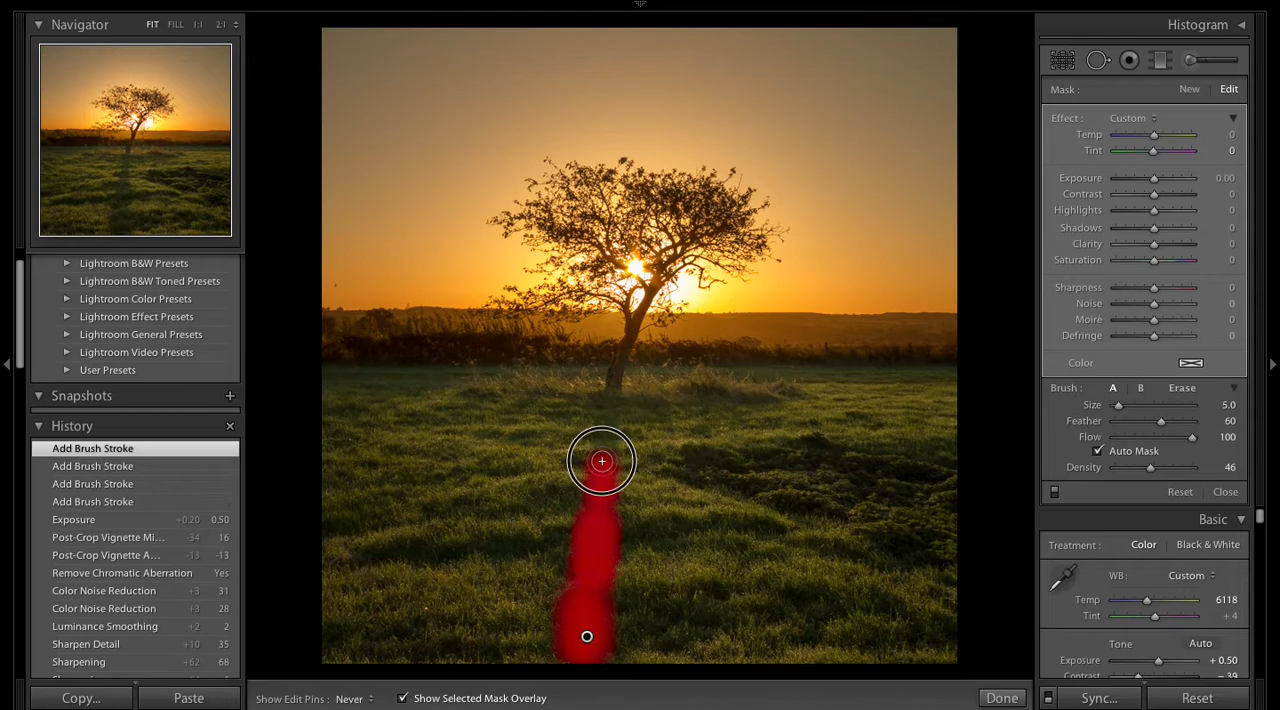 Navigator FIT FILL 1:1 2:1
Lightroom B&W Presets
Lightroom B&W Toned Presets
Lightroom Color Presets
Lightroom Effect Presets
Lightroom General Presets
Lightroom Video Presets
User Presets
Snapshots +
History
Add Brush Stroke
Add Brush Stroke
Add Brush Stroke
Add Brush Stroke
Exposure +0.20 0.50
Post-Crop Vignette Mi... -34 16
Post-Crop Vignette A... -13 -13
Remove Chromatic Aberration Yes
Color Noise Reduction +3 31
Color Noise Reduction +3 28
Luminance Smoothing +2 2
Sharpen Detail +10 35
Sharpening +62 68
Copy... Paste
Show Edit Pins: Never Show Selected Mask Overlay Done
Histogram
Mask : New Edit
Effect : Custom
Temp 0
Tint 0
Exposure 0.00
Contrast 0
Highlights 0
Shadows 0
Clarity 0
Saturation 0
Sharpness 0
Noise 0
Moirè 0
Defringe 0
Color
Brush : A B Erase
Size 5.0
Feather 60
Flow 100
Auto Mask
Density 46
Reset Close
Basic
Treatment : Color Black & White
WB: Custom
Temp 6118
Tint + 4
Tone Auto
Exposure + 0.50
Contrast - 39
Sync... Reset